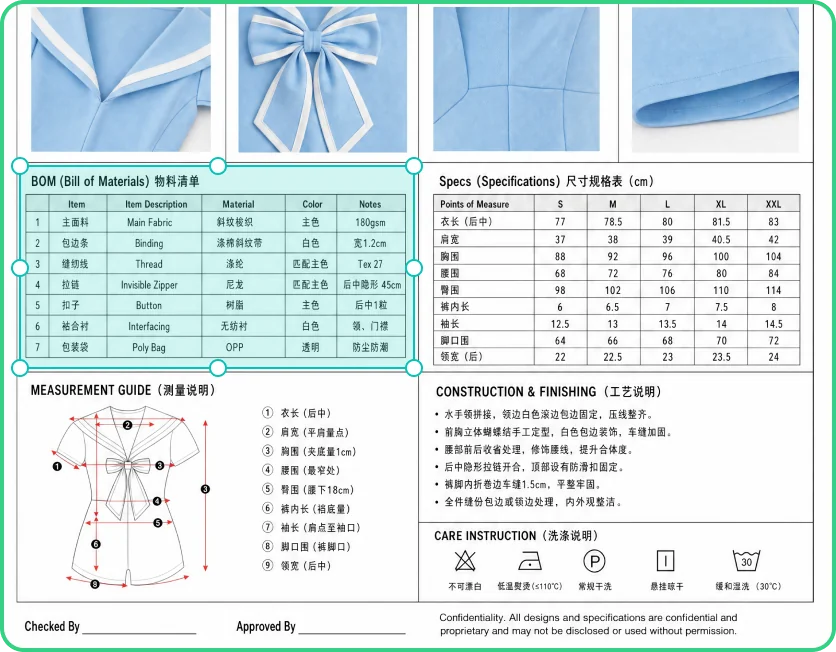 BOM (Bill of Materials) 物料清单
Item Item Description Material Color Notes
1 主面料 Main Fabric 斜纹梭织 主色 180gsm
2 包边条 Binding 涤棉斜纹带 白色 宽1.2cm
3 缝纫线 Thread 涤纶 匹配主色 Tex 27
4 拉链 Invisible Zipper 尼龙 匹配主色 后中隐形 45cm
5 扣子 Button 树脂 主色 后中1粒
6 袖合衬 Interfacing 无纺衬 白色 领、门襟
7 包装袋 Poly Bag OPP 透明 防尘防潮
Specs (Specifications) 尺寸规格表（cm）
Points of Measure S M L XL XXL
衣长（后中） 77 78.5 80 81.5 83
肩宽 37 38 39 40.5 42
胸围 88 92 96 100 104
腰围 68 72 76 80 84
臀围 98 102 106 110 114
裤内长 6 6.5 7 7.5 8
袖长 12.5 13 13.5 14 14.5
脚口围 64 66 68 70 72
领宽（后） 22 22.5 23 23.5 24
MEASUREMENT GUIDE（测量说明）
1 2 3 3 4 5 6 8
① 衣长（后中）
② 肩宽（平肩量点）
③ 胸围（夹底量1cm）
④ 腰围（最窄处）
⑤ 臀围（腰下18cm）
⑥ 裤内长（裆底量）
⑦ 袖长（肩点至袖口）
⑧ 脚口围（裤脚口）
⑨ 领宽（后中）
CONSTRUCTION & FINISHING（工艺说明）
• 水手领拼接，领边白色滚边包边固定，压线整齐。
• 前胸立体蝴蝶结手工定型，白色包边装饰，车缝加固。
• 腰部前后收省处理，修饰腰线，提升合体度。
• 后中隐形拉链开合，顶部设有防滑扣固定。
• 裤脚内折卷边车缝1.5cm，平整牢固。
• 全件缝份包边或锁边处理，内外观整洁。
CARE INSTRUCTION（洗涤说明）
P 30
不可漂白 低温熨烫(≤110℃) 常规干洗 悬挂晾干 缓和湿洗（30℃）
Checked By
Approved By
Confidentiality. All designs and specifications are confidential and
proprietary and may not be disclosed or used without permission.